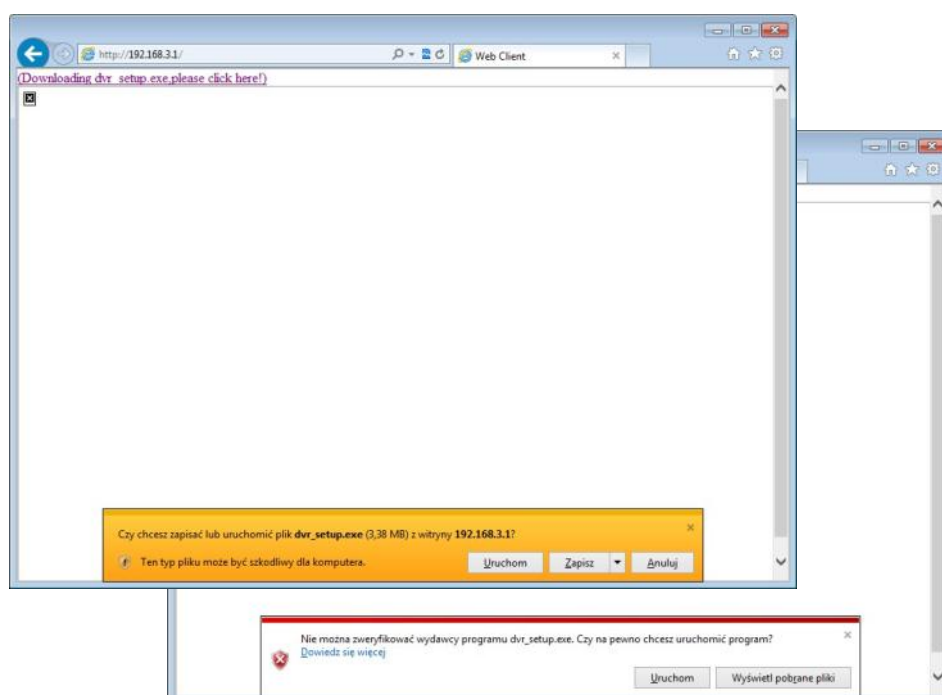 http://192.168.3.1/
Web Client
(Downloading dvr_setup.exe,please click here!)
Czy chcesz zapisać lub uruchomić plik dvr_setup.exe (3,38 MB) z witryny 192.168.3.1?
Ten typ pliku może być szkodliwy dla komputera.
Uruchom Zapisz Anuluj
Nie można zweryfikować wydawcy programu dvr_setup.exe. Czy na pewno chcesz uruchomić program?
Dowiedz się więcej
Uruchom Wyświetl pobrane pliki